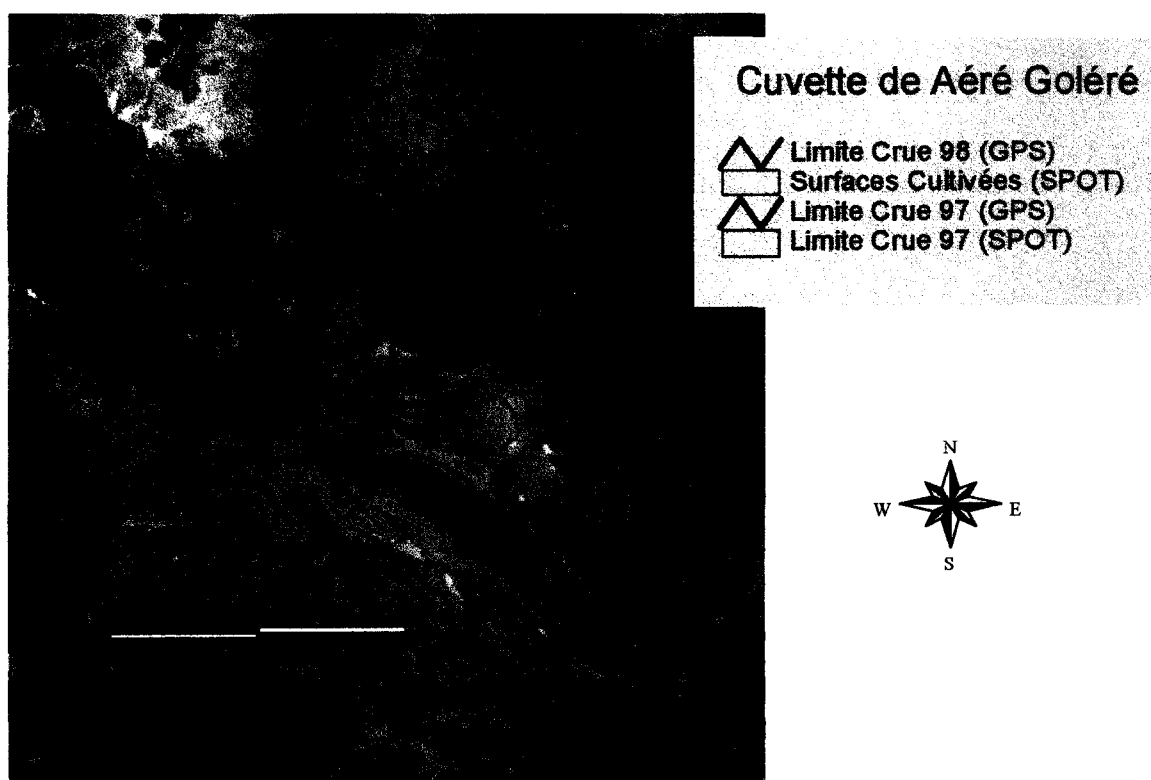 Cuvette de Aéré Goléré
Limite Crue 98 (GPS)
Surfaces Cultivées (SPOT)
Limite Crue 97 (GPS)
Limite Crue 97 (SPOT)
N
W E
S